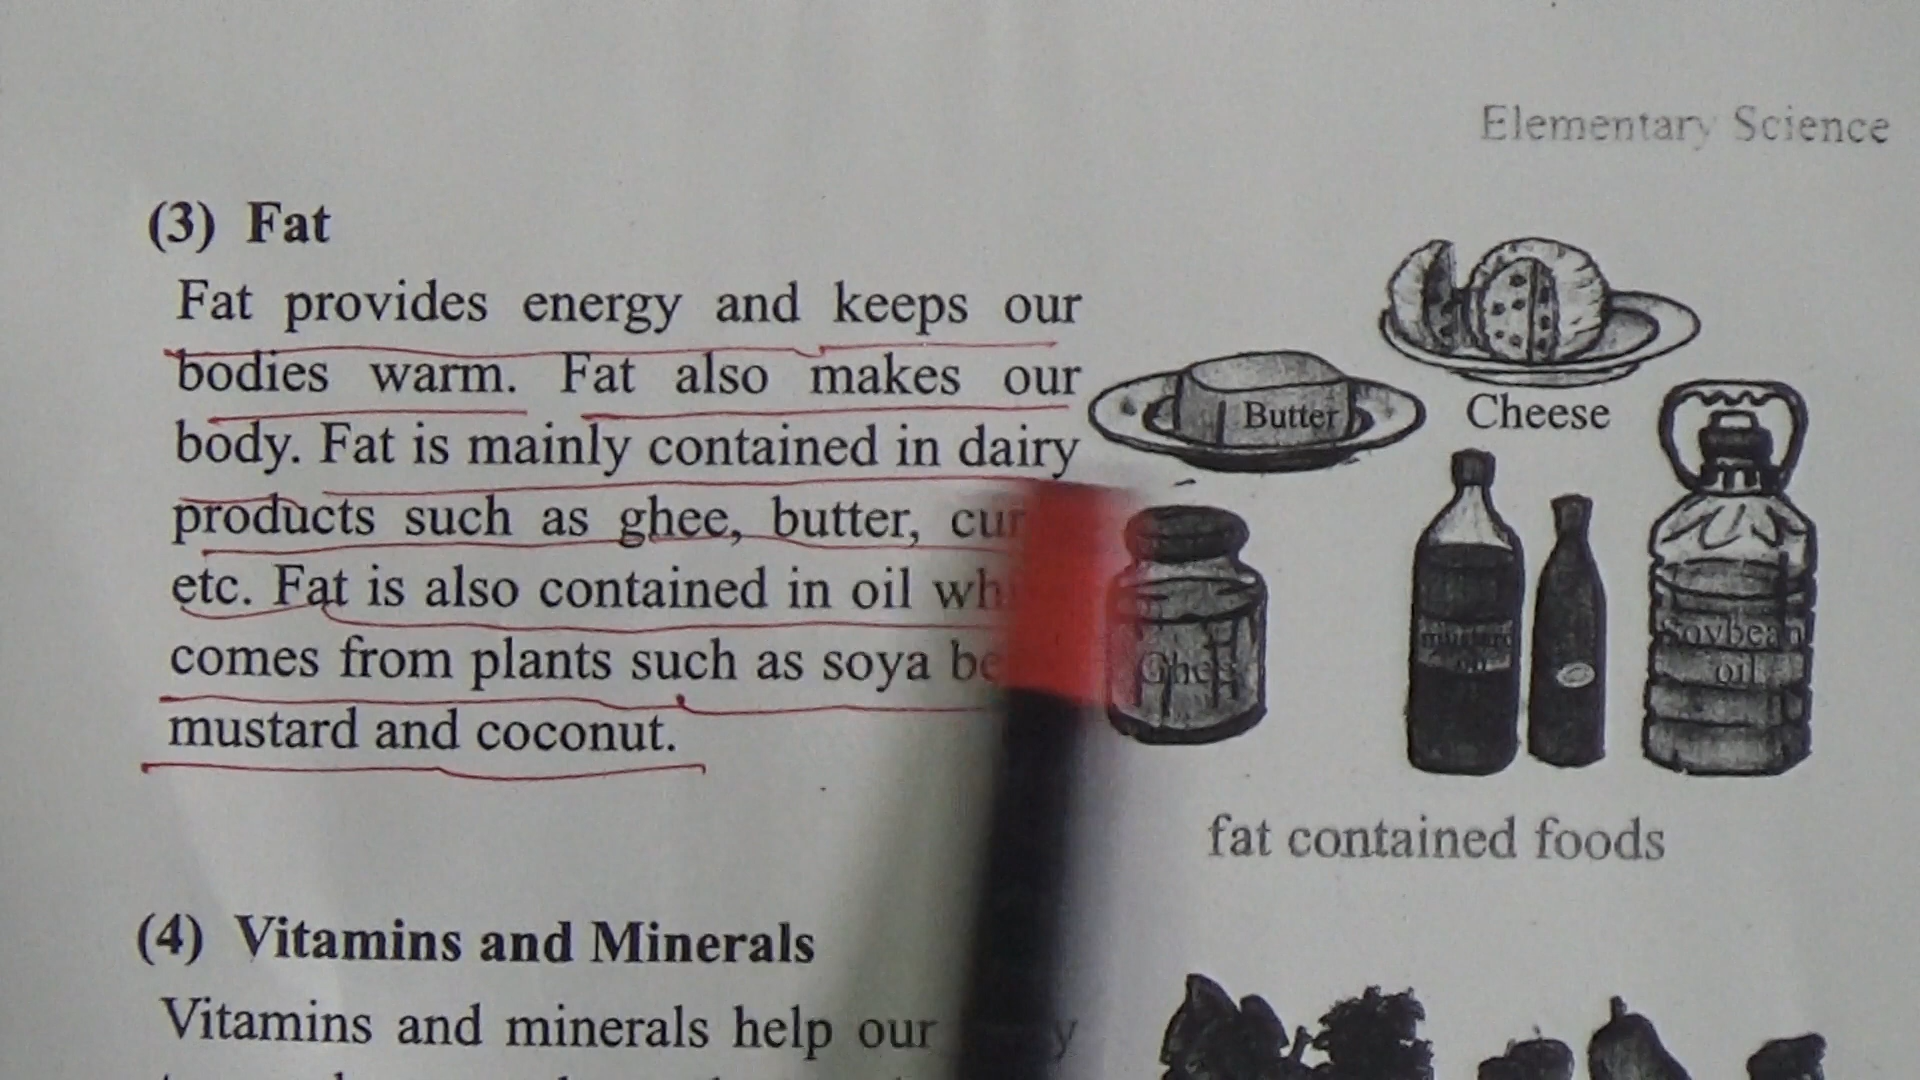 Elementary Science
(3) Fat
Fat provides energy and keeps our
bodies warm. Fat also makes our
body. Fat is mainly contained in dairy
products such as ghee, butter,
etc. Fat is also contained in oil
comes from plants such as soya
mustard and coconut.
Cheese
Butter
Ghee
mustard
oil
Soybean
oil
fat contained foods
(4) Vitamins and Minerals
Vitamins and minerals help our